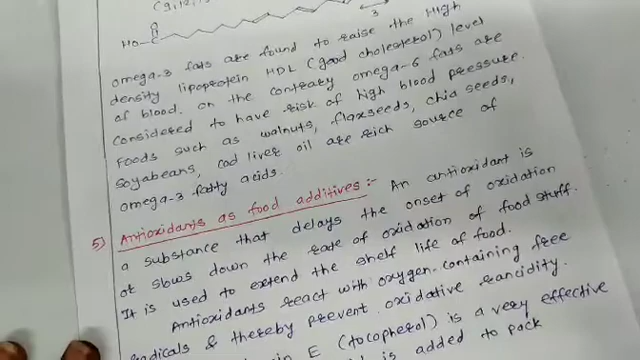 (9,12,
3
HO-C
omega-3 fats are found to raise the High
density lipoprotein HDL (good cholesterol) level
of blood. on the contrary omega-6 fats are
considered to have risk of high blood pressure.
Foods such as walnuts, flaxseeds, chia seeds,
soyabeans, cod liver oil are rich source of
omega-3 fatty acids.
5) Antioxidants as food additives :- An antioxidant is
a substance that delays the onset of oxidation
or slows down the rate of oxidation of food stuff.
It is used to extend the shelf life of food.
Antioxidants react with oxygen-containing free
radicals & thereby prevent oxidative rancidity.
E (tocopherol) is a very effective
is added to pack